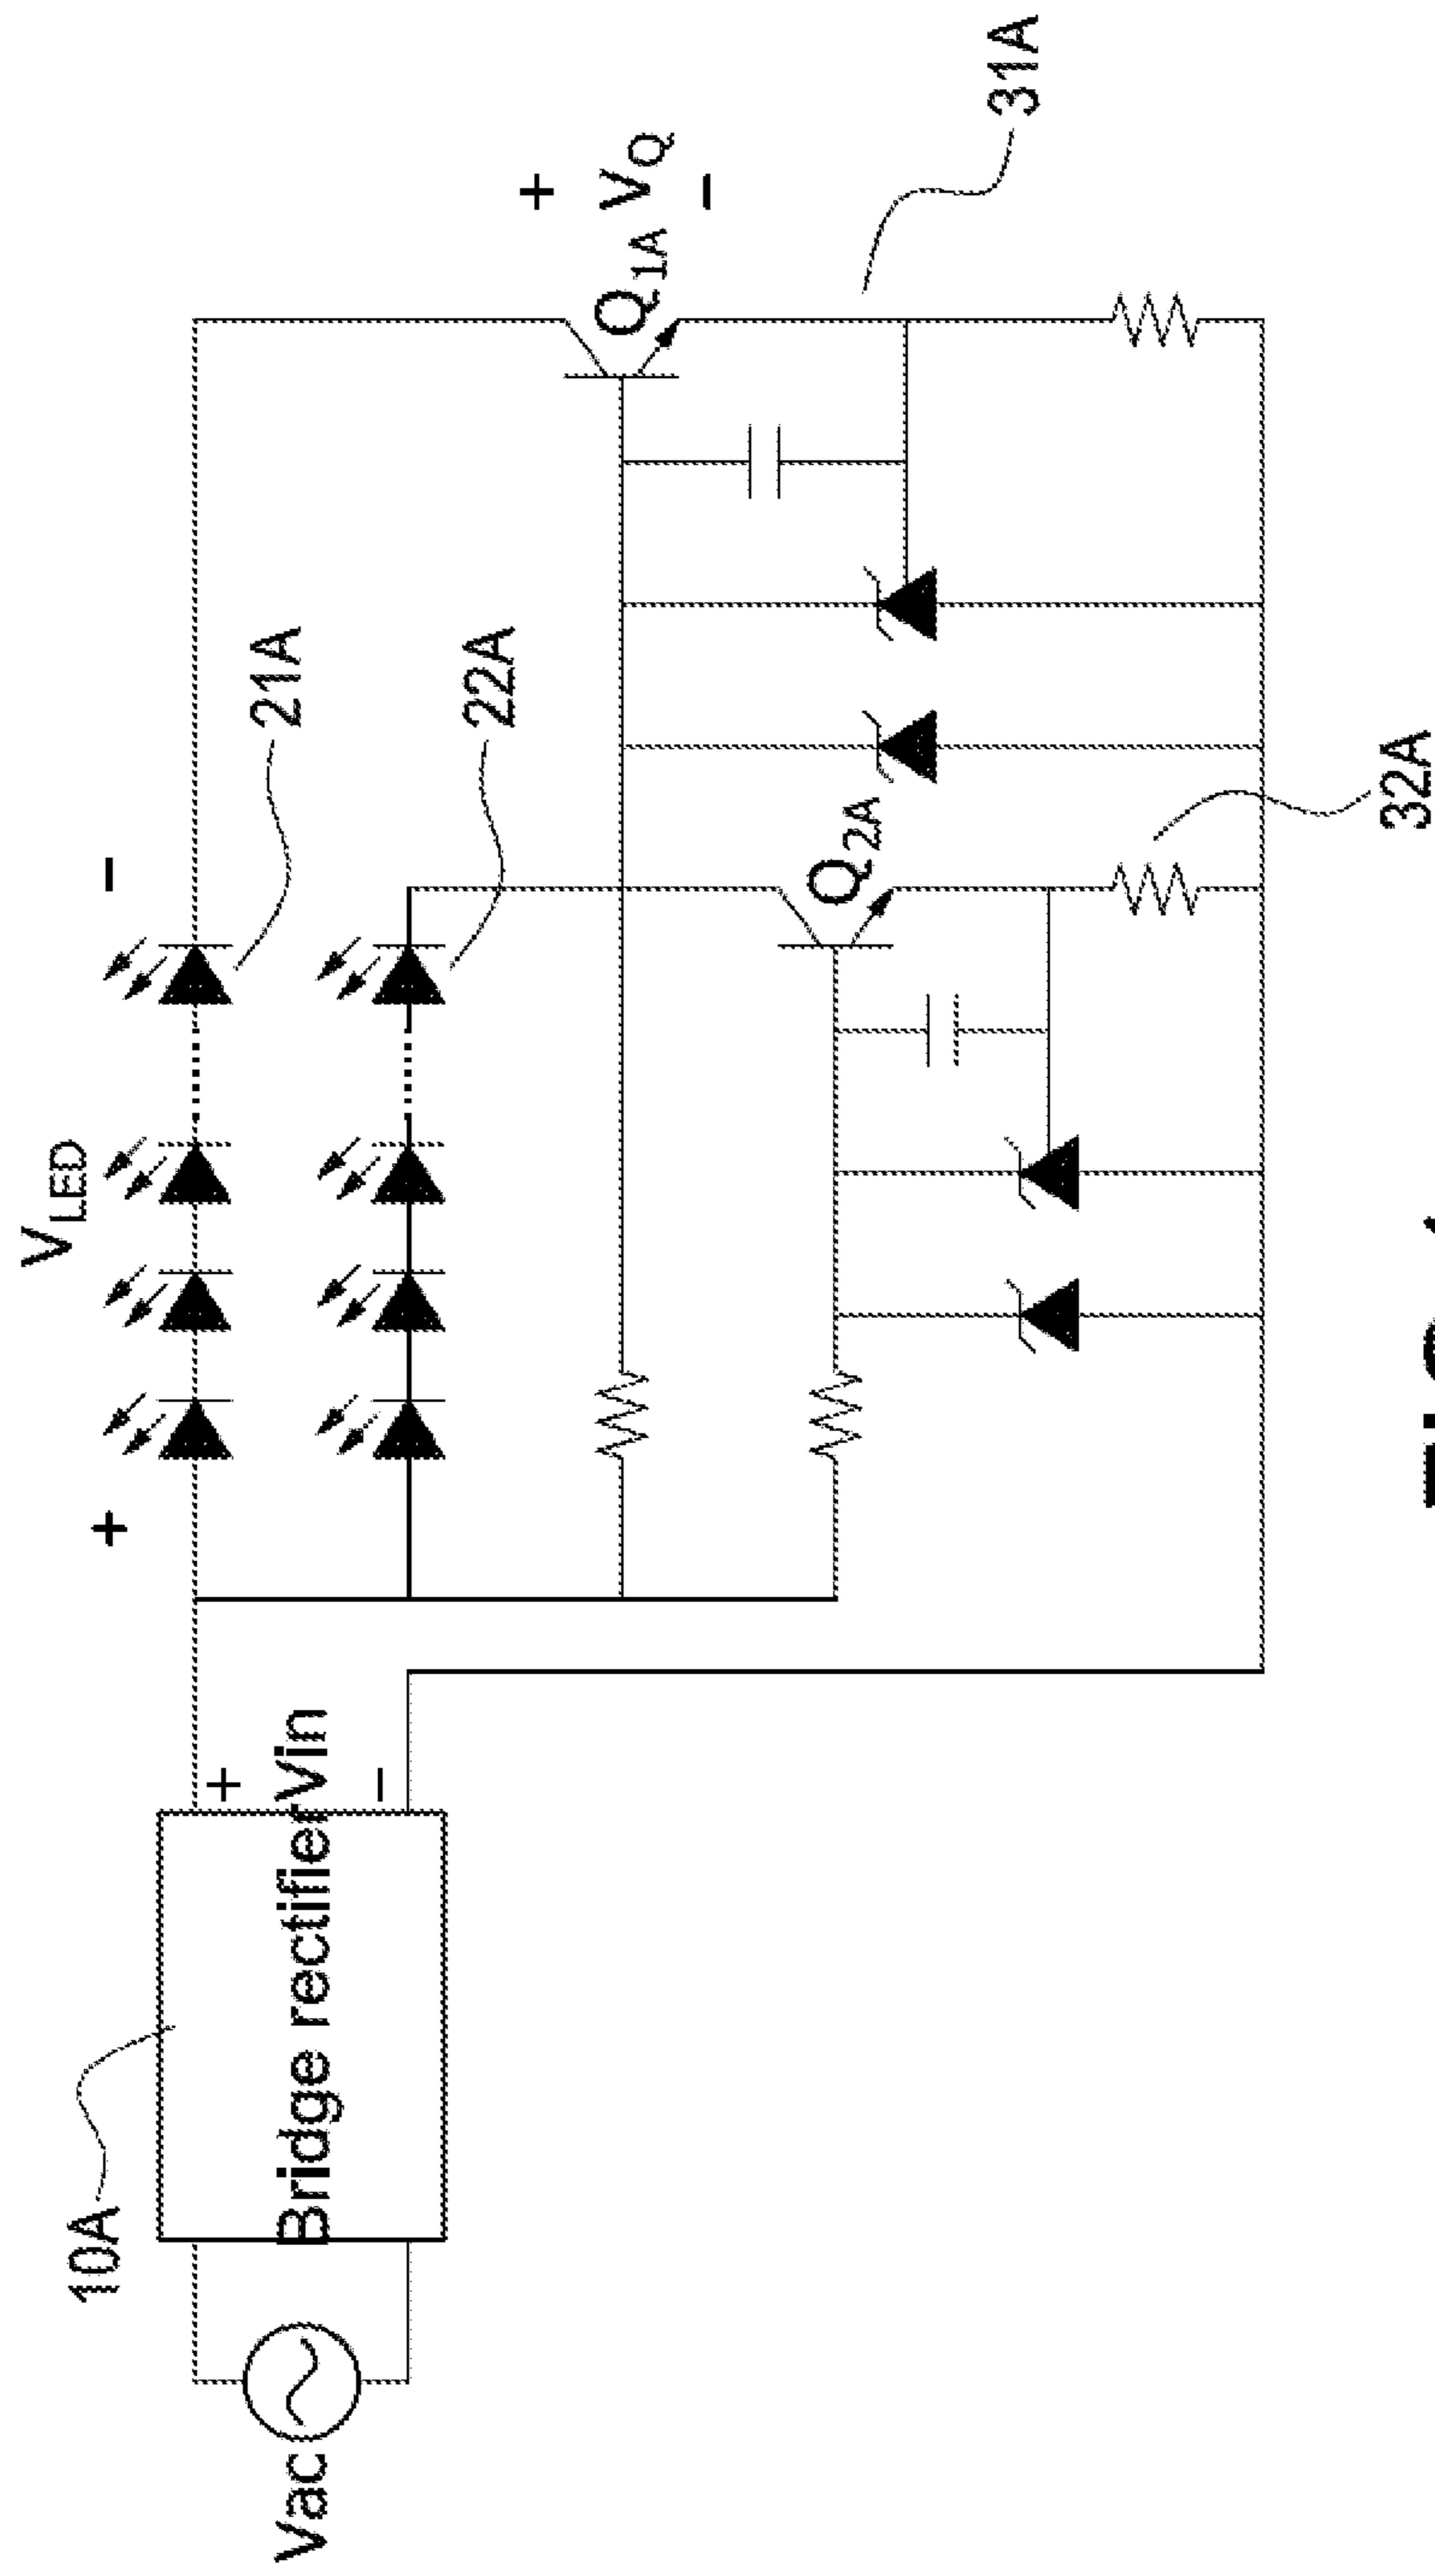 10A
Vac
Bridge rectifier
+
Vin
−
+
V_LED
−
21A
22A
Q_1A
+
V_Q
−
31A
Q_2A
32A